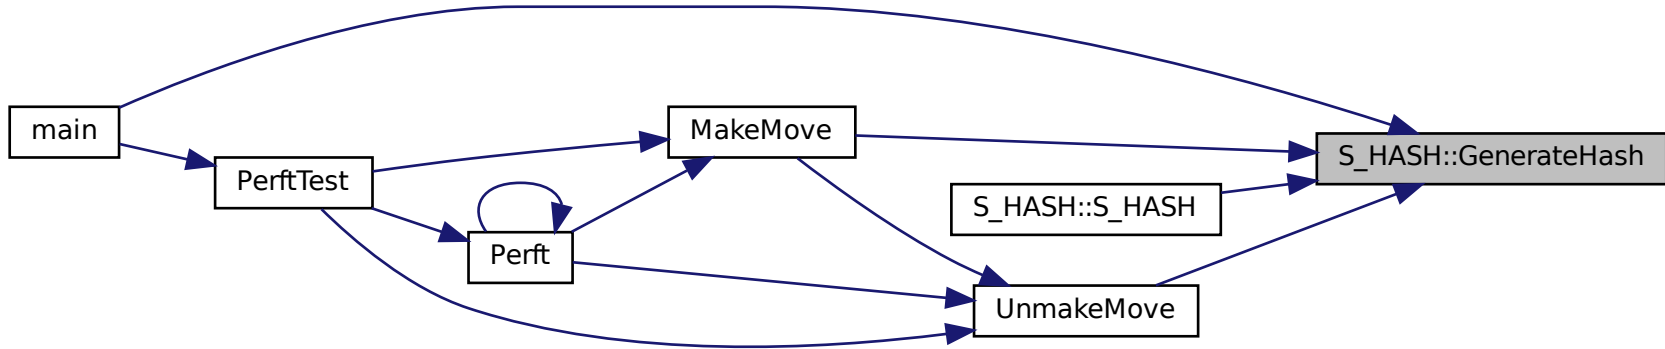 main
PerftTest
Perft
MakeMove
S_HASH::S_HASH
UnmakeMove
S_HASH::GenerateHash